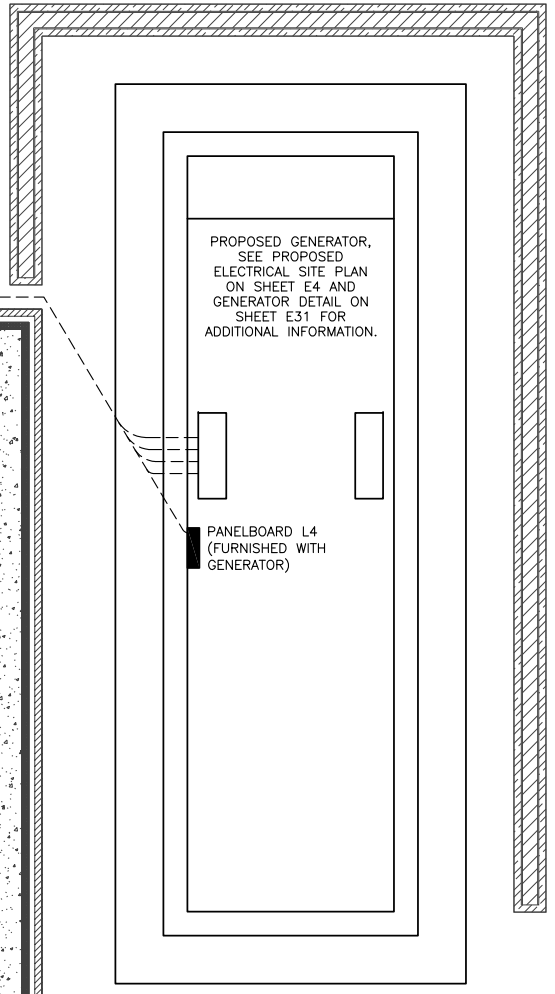 PROPOSED GENERATOR,
SEE PROPOSED
ELECTRICAL SITE PLAN
ON SHEET E4 AND
GENERATOR DETAIL ON
SHEET E31 FOR
ADDITIONAL INFORMATION.
PANELBOARD L4
(FURNISHED WITH
GENERATOR)